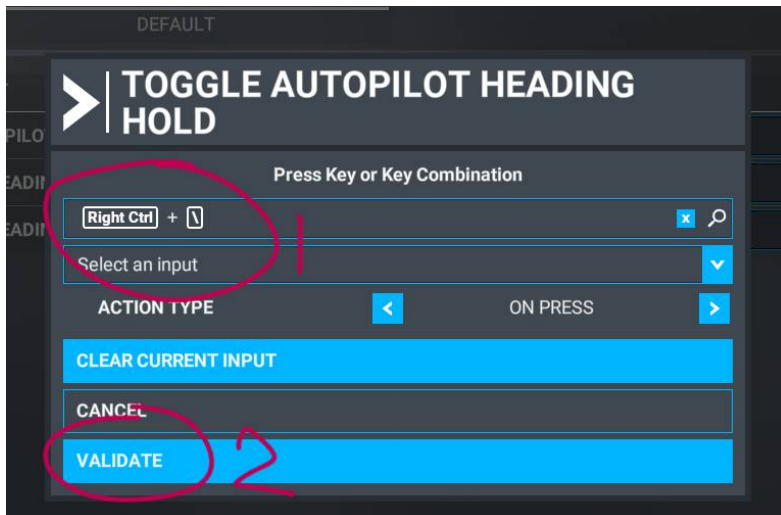 DEFAULT
TOGGLE AUTOPILOT HEADING
HOLD
PILO
EADIN
EADIN
Press Key or Key Combination
Right Ctrl + \
x
1
Select an input
ACTION TYPE < ON PRESS >
CLEAR CURRENT INPUT
CANCEL
VALIDATE
2